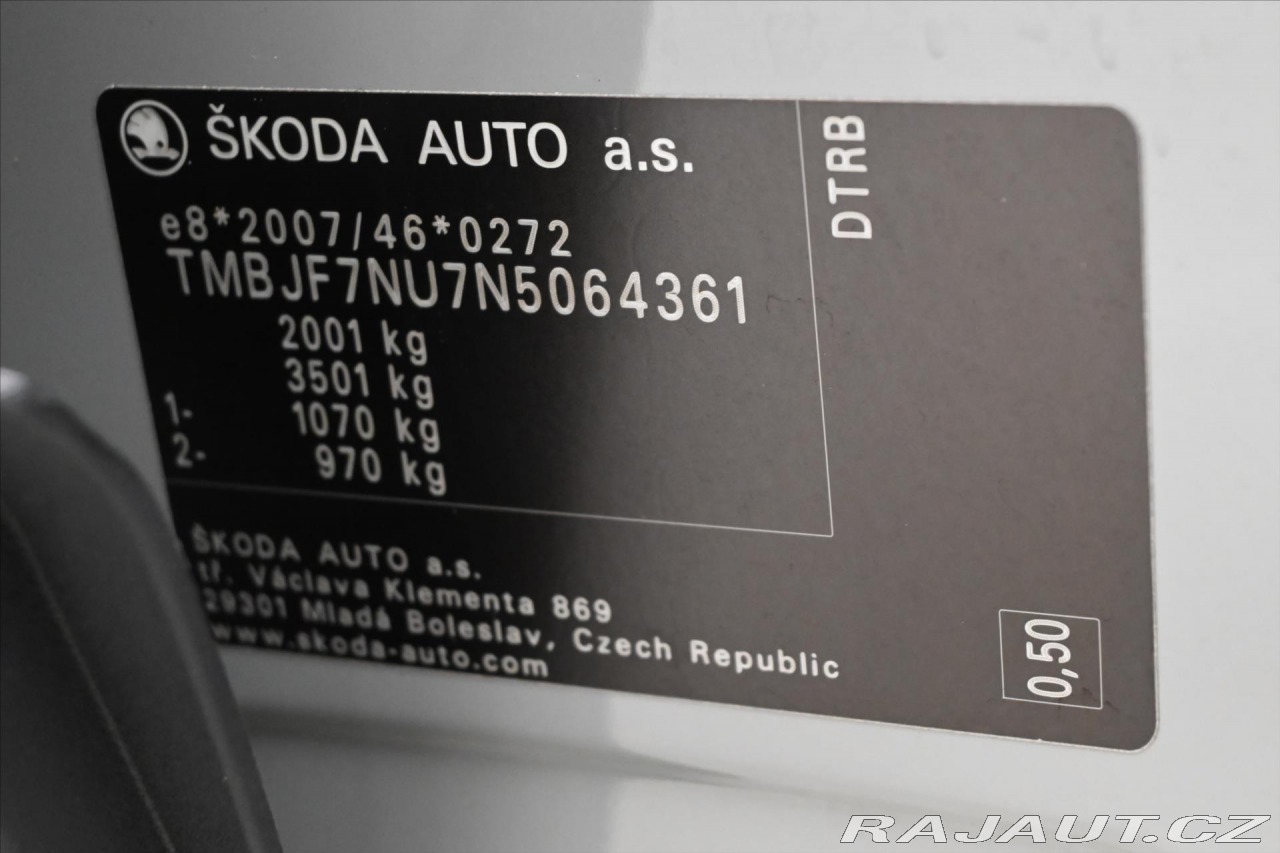 ŠKODA AUTO a.s.
e8*2007/46*0272
TMBJF7NU7N5064361
2001 kg
3501 kg
1- 1070 kg
2- 970 kg
DTRB
ŠKODA AUTO a.s.
tř. Václava Klementa 869
29301 Mladá Boleslav, Czech Republic
www.skoda-auto.com
0,50
RAJAUT.CZ